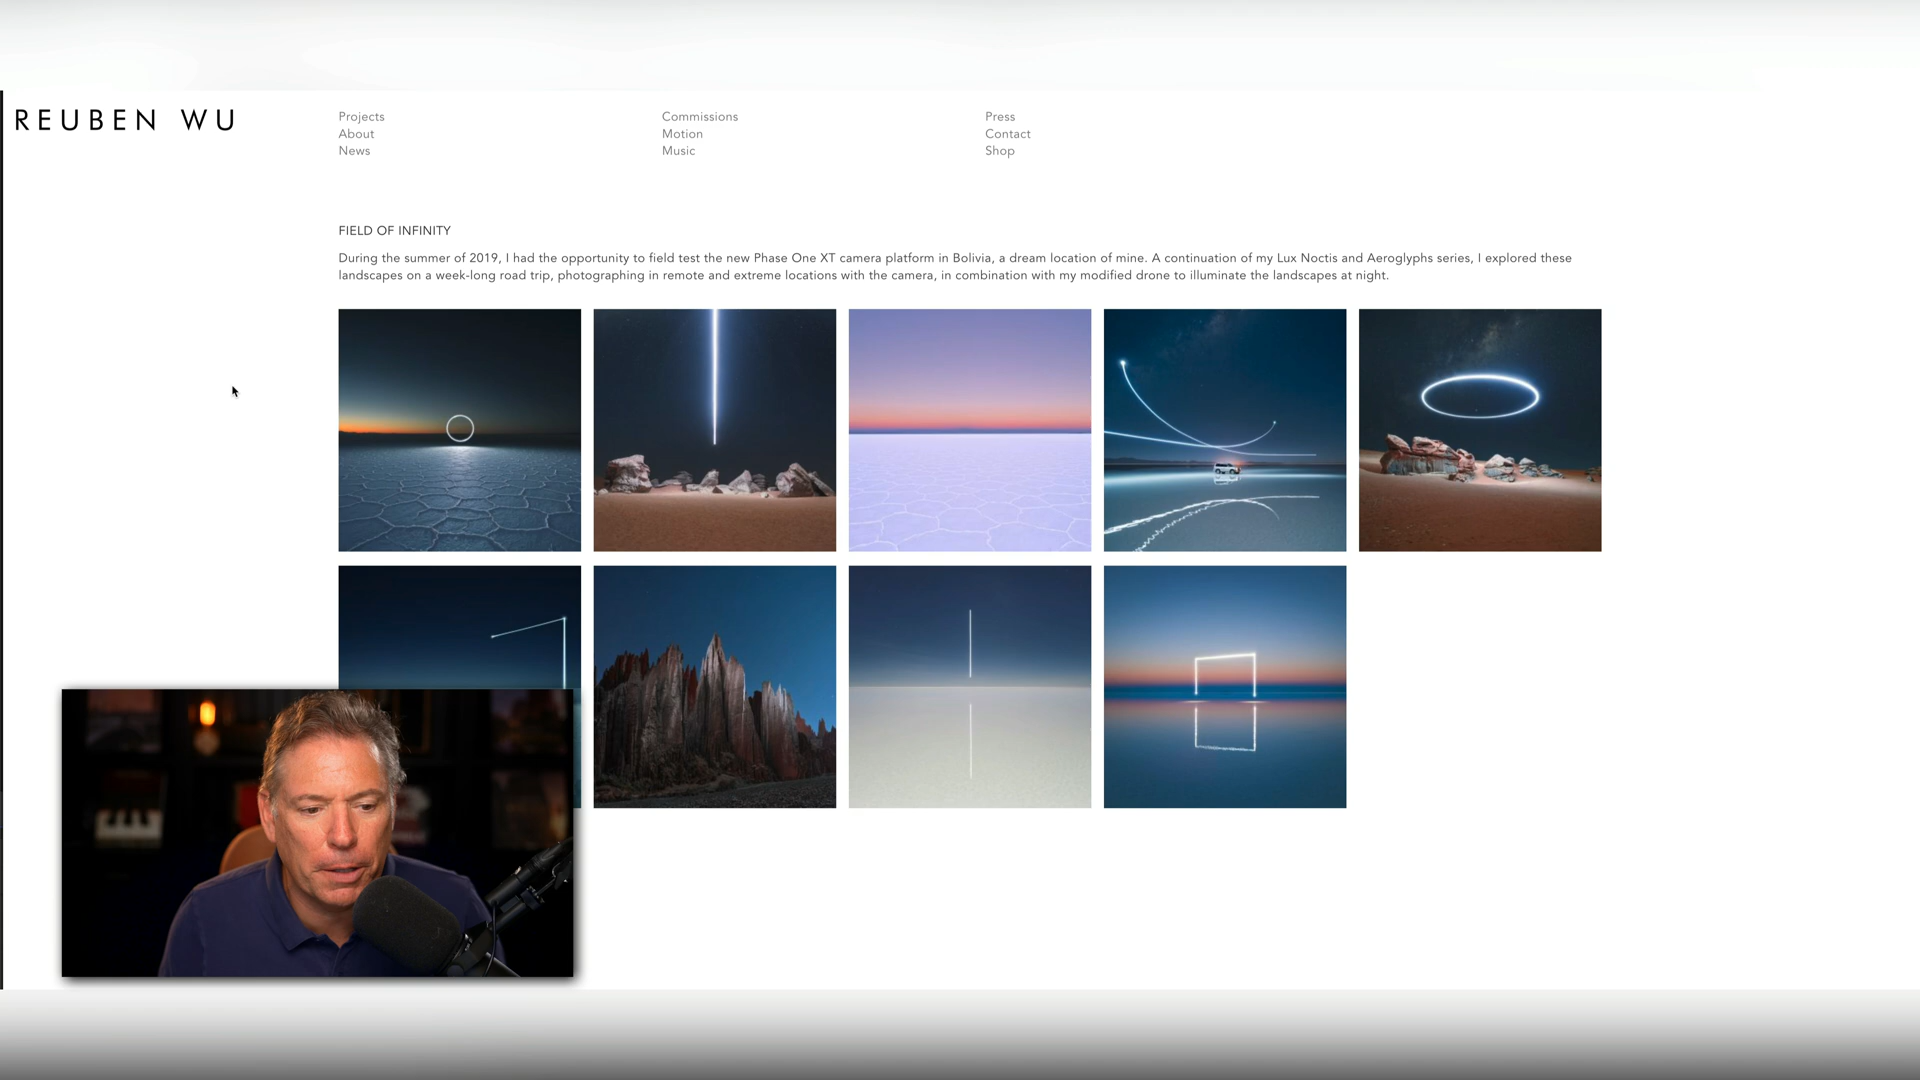 REUBEN WU
Projects
About
News
Commissions
Motion
Music
Press
Contact
Shop
FIELD OF INFINITY
During the summer of 2019, I had the opportunity to field test the new Phase One XT camera platform in Bolivia, a dream location of mine. A continuation of my Lux Noctis and Aeroglyphs series, I explored these
landscapes on a week-long road trip, photographing in remote and extreme locations with the camera, in combination with my modified drone to illuminate the landscapes at night.